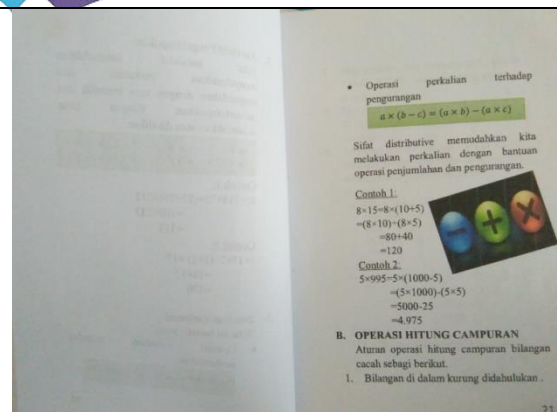 • Operasi perkalian terhadap
pengurangan
a × (b − c) = (a × b) − (a × c)
Sifat distributive memudahkan kita
melakukan perkalian dengan bantuan
operasi penjumlahan dan pengurangan.
Contoh 1:
8×15=8×(10+5)
=(8×10)+(8×5)
=80+40
=120
Contoh 2:
5×995=5×(1000-5)
=(5×1000)-(5×5)
=5000-25
=4.975
B. OPERASI HITUNG CAMPURAN
Aturan operasi hitung campuran bilangan
cacah sebagai berikut.
1. Bilangan di dalam kurung didahulukan .
21